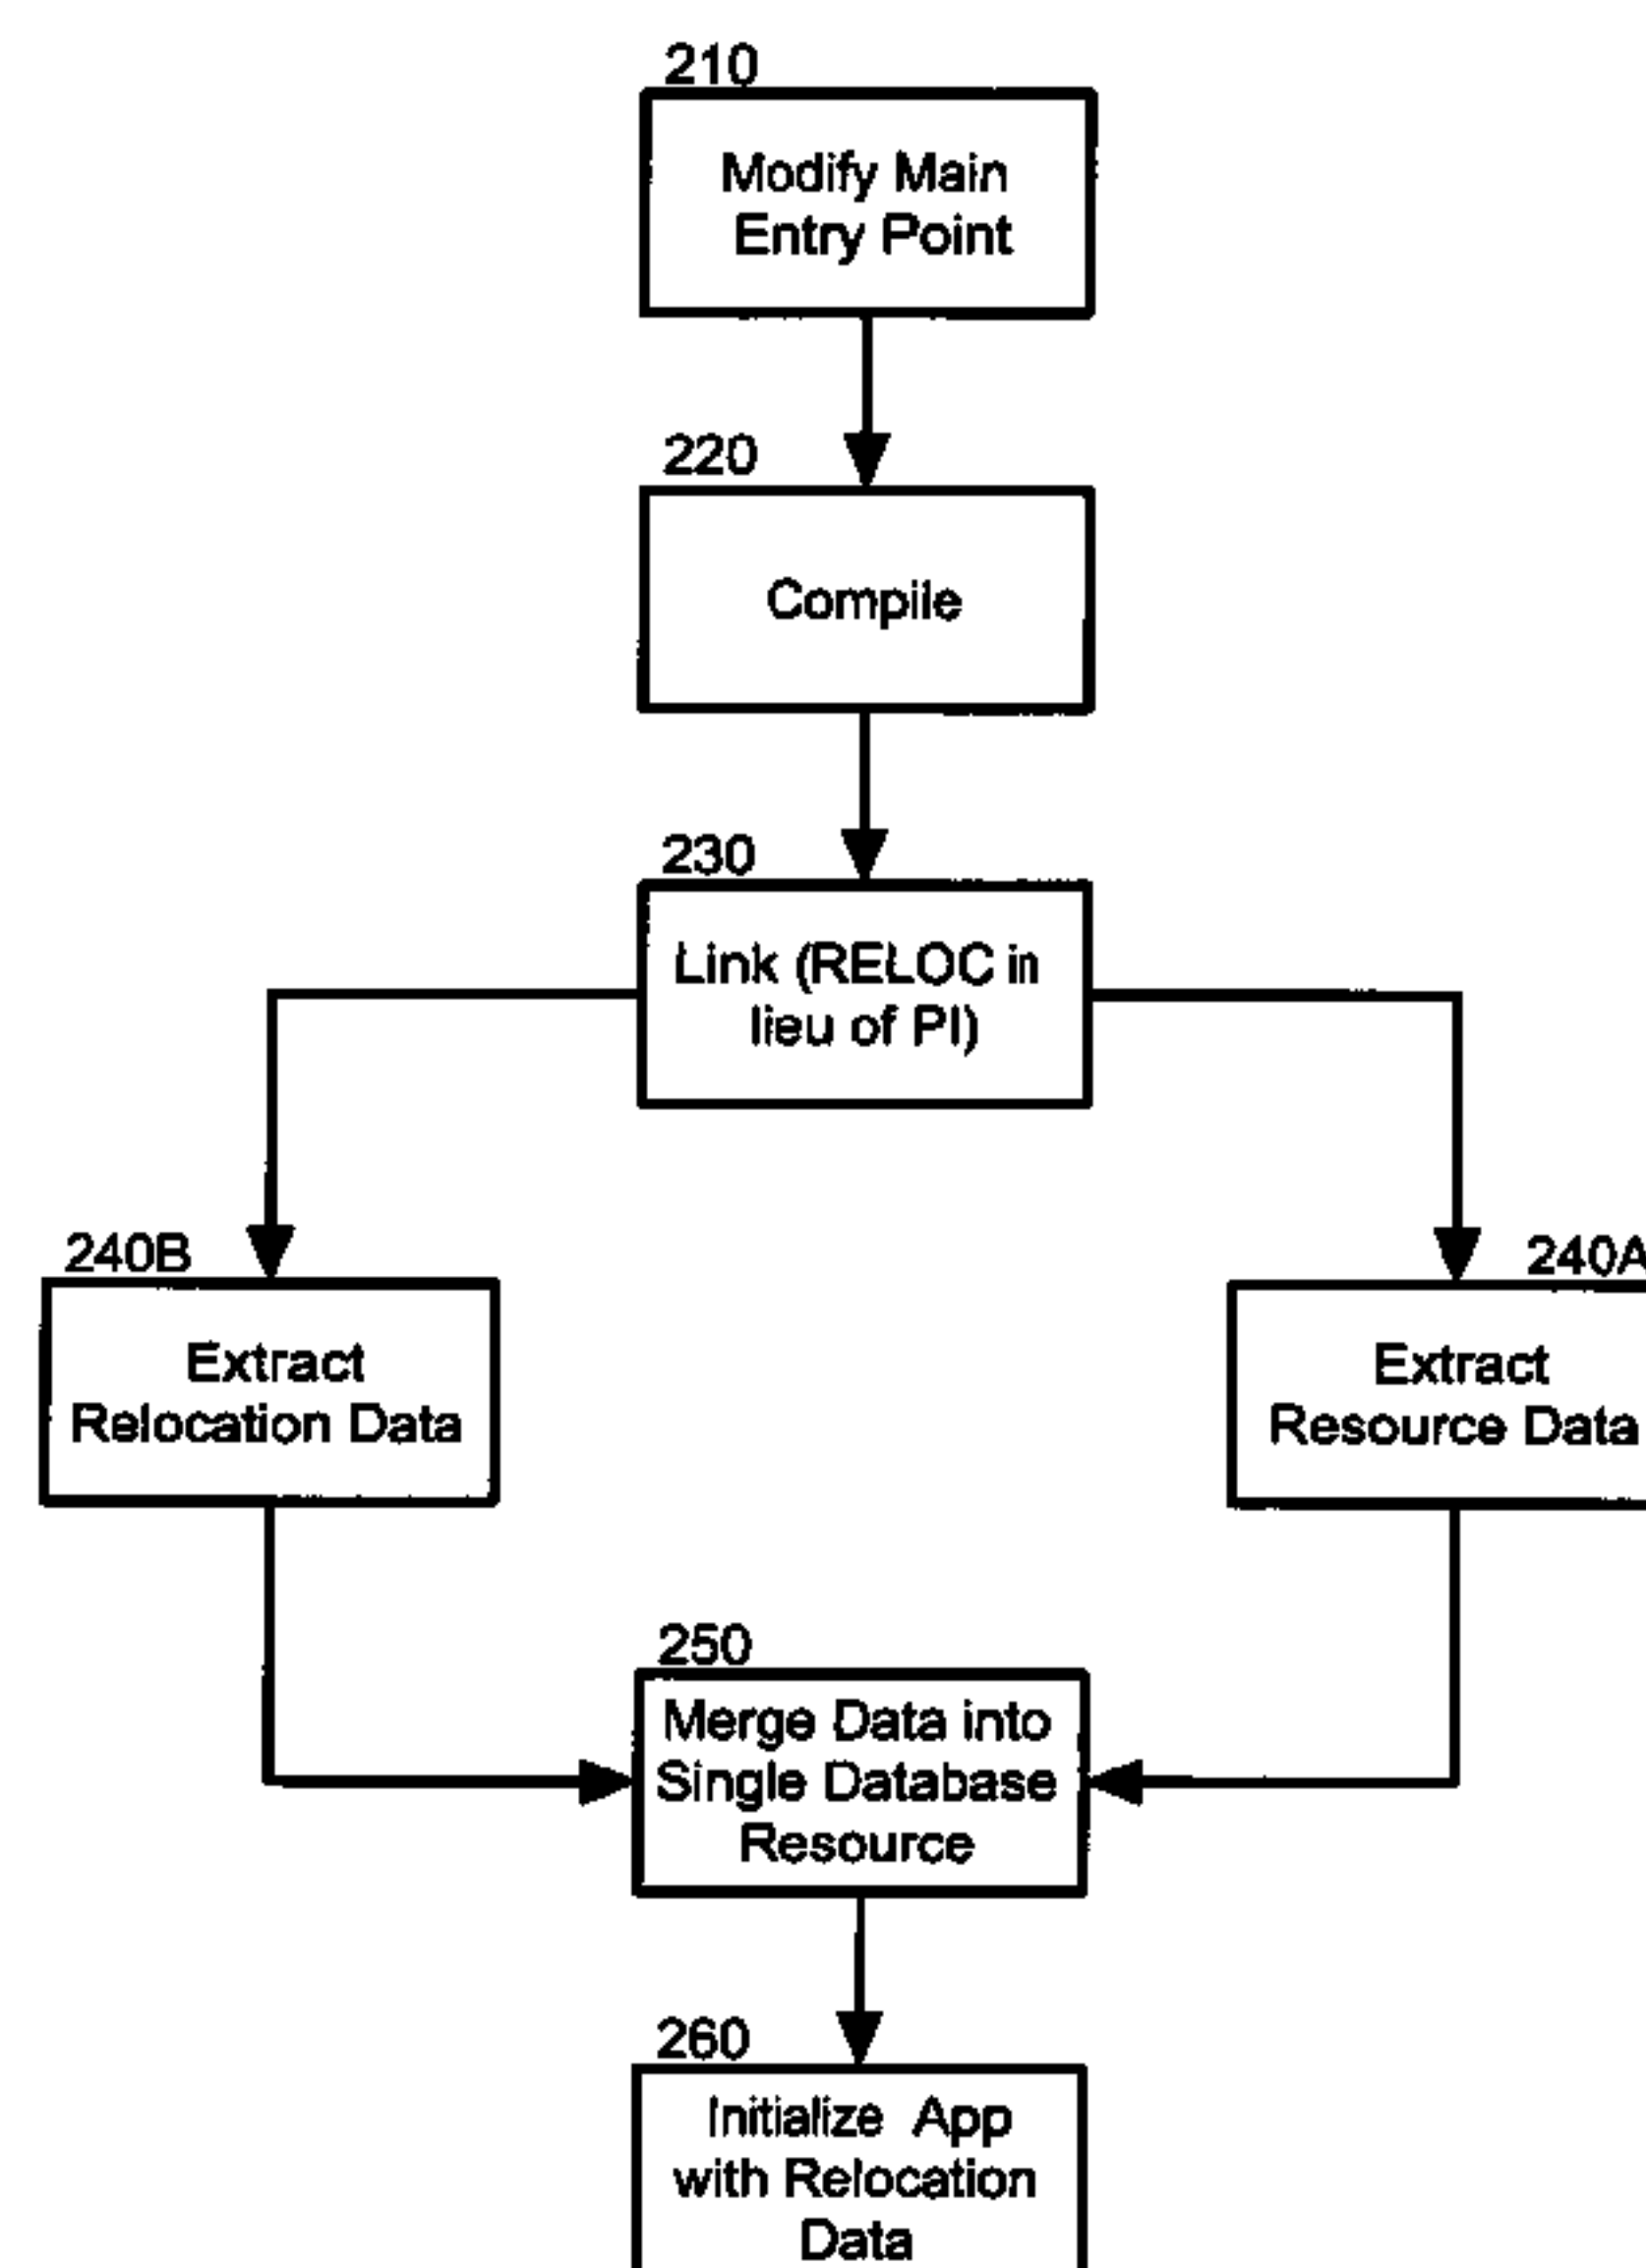 210
Modify Main
Entry Point
220
Compile
230
Link (RELOC in
lieu of PI)
240B
Extract
Relocation Data
240A
Extract
Resource Data
250
Merge Data into
Single Database
Resource
260
Initialize App
with Relocation
Data